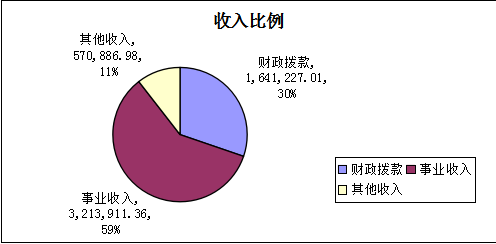 收入比例
其他收入,
570,886.98,
11%
财政拨款,
1,641,227.01,
30%
事业收入,
3,213,911.36,
59%
财政拨款 事业收入
其他收入